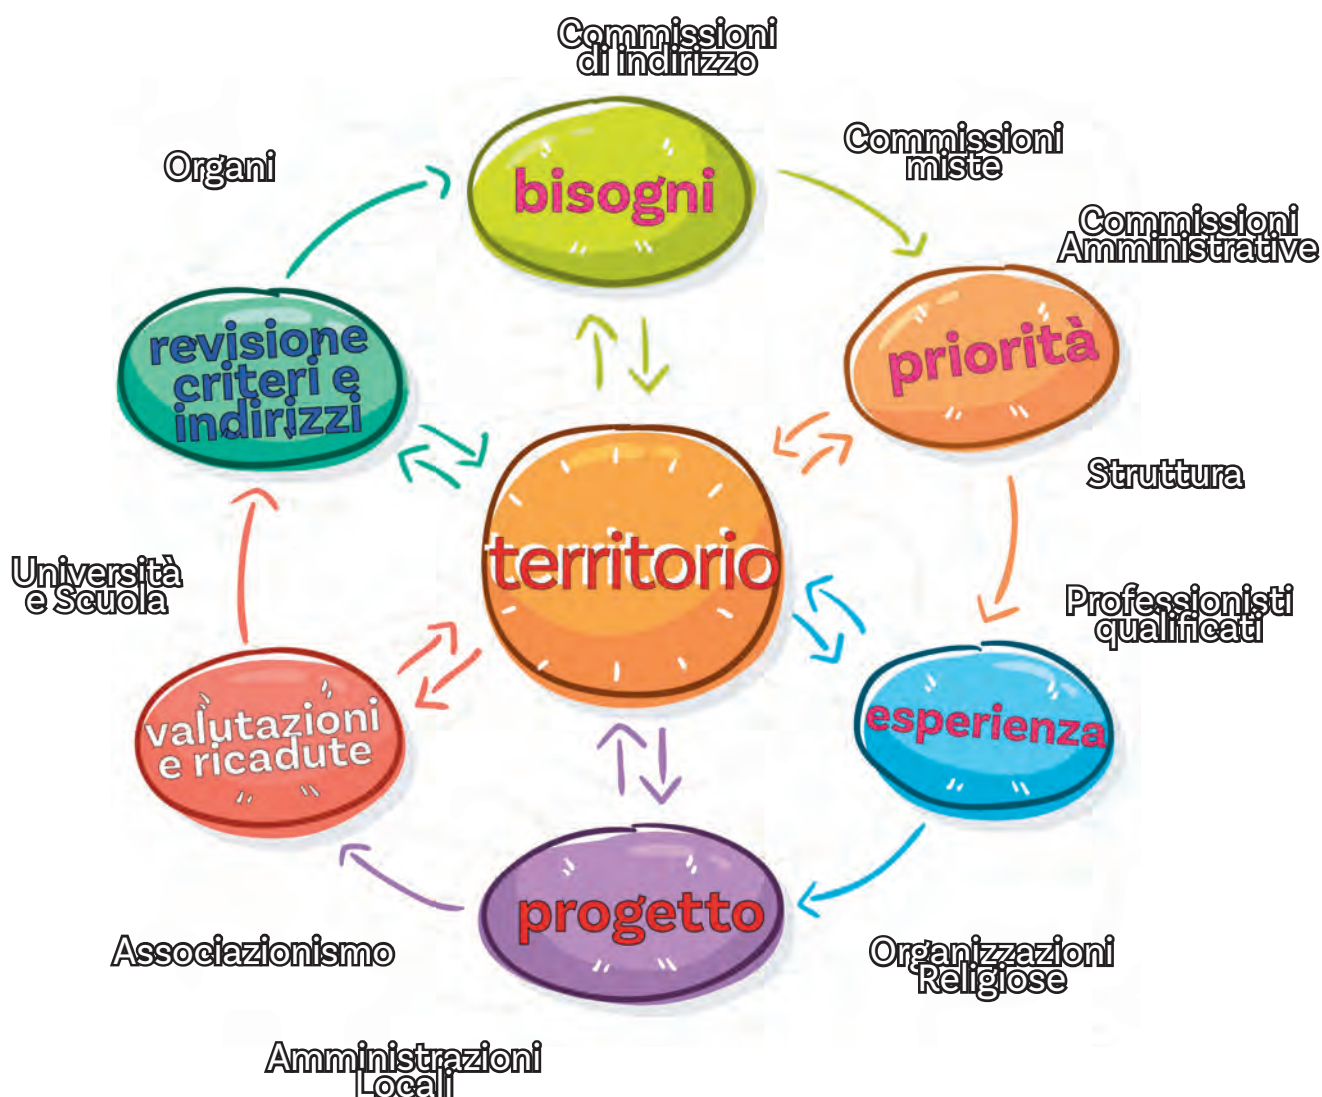 Commissioni
di indirizzo
Organi
Commissioni
miste
bisogni
Commissioni
Amministrative
priorità
revisione
criteri e
indirizzi
Struttura
territorio
Università
e Scuola
Professionisti
qualificati
valutazioni
e ricadute
esperienza
progetto
Associazionismo
Organizzazioni
Religiose
Amministrazioni
Locali